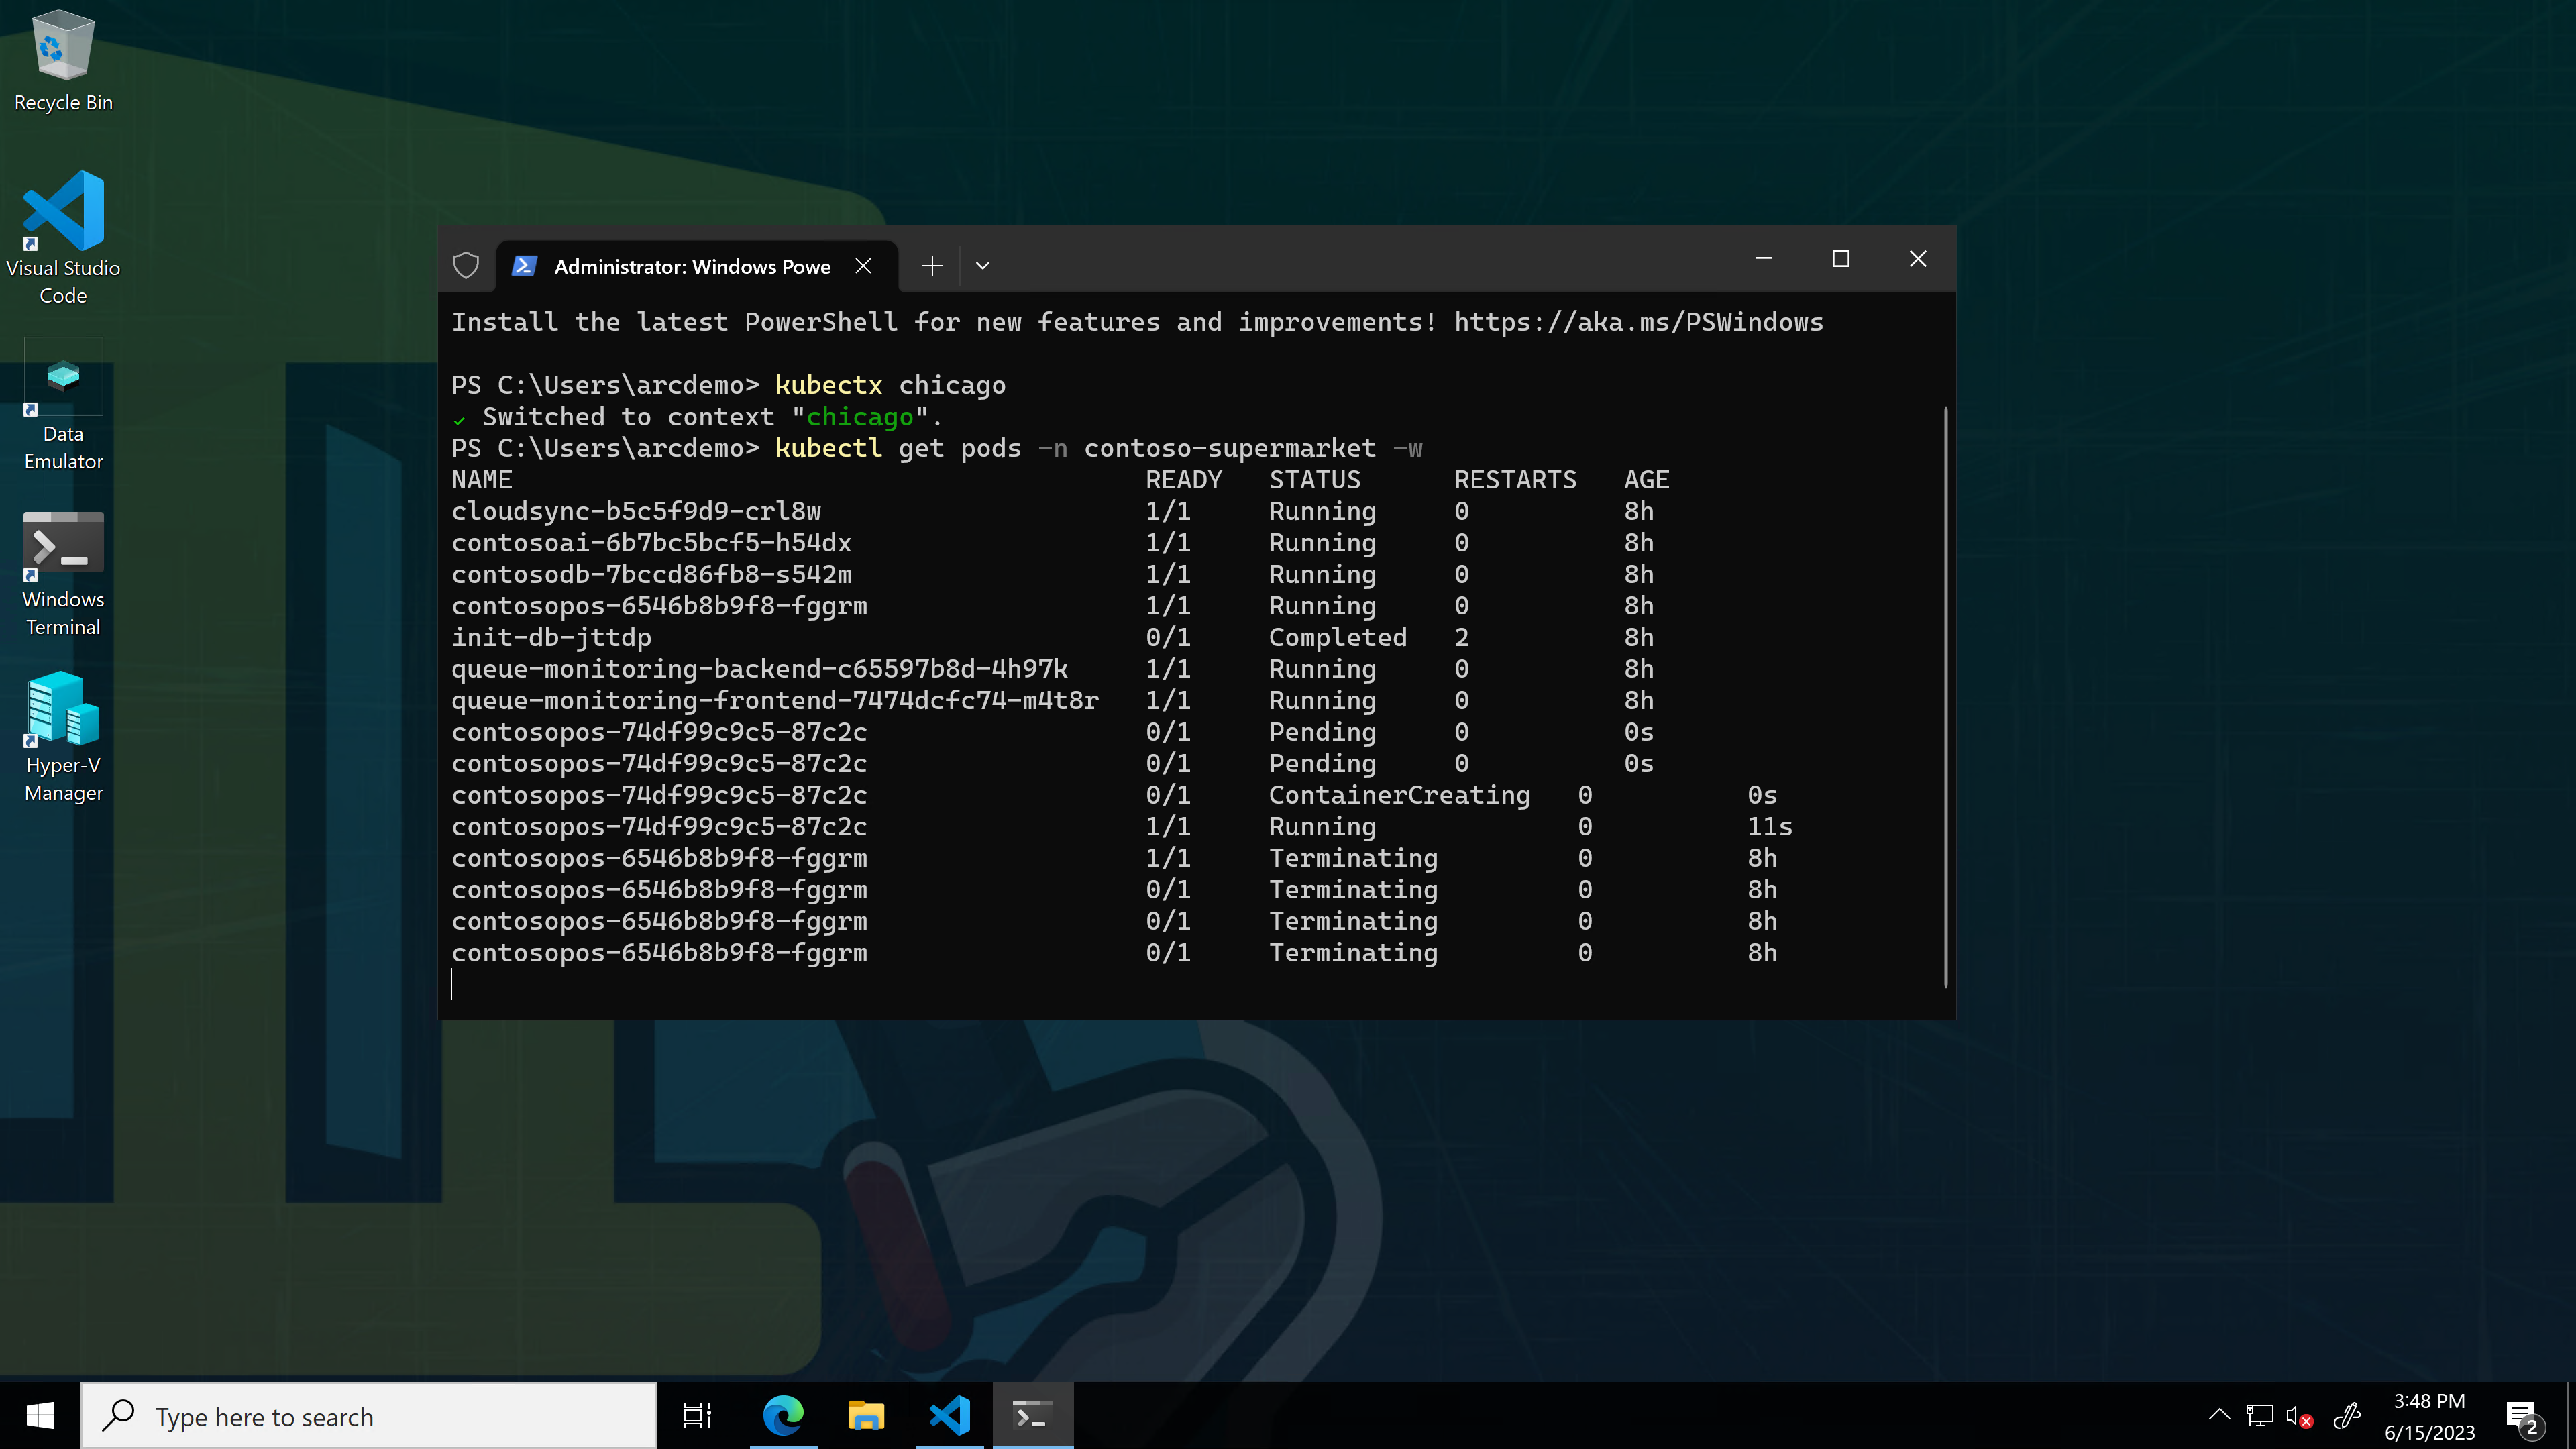 Recycle Bin
Visual Studio
Code
Data
Emulator
Windows
Terminal
Hyper-V
Manager
Administrator: Windows Powe
Install the latest PowerShell for new features and improvements! https://aka.ms/PSWindows
PS C:\Users\arcdemo> kubectx chicago
✓ Switched to context "chicago".
PS C:\Users\arcdemo> kubectl get pods -n contoso-supermarket -w
NAME READY STATUS RESTARTS AGE
cloudsync-b5c5f9d9-crl8w 1/1 Running 0 8h
contosoai-6b7bc5bcf5-h54dx 1/1 Running 0 8h
contosodb-7bccd86fb8-s542m 1/1 Running 0 8h
contosopos-6546b8b9f8-fggrm 1/1 Running 0 8h
init-db-jttdp 0/1 Completed 2 8h
queue-monitoring-backend-c65597b8d-4h97k 1/1 Running 0 8h
queue-monitoring-frontend-7474dcfc74-m4t8r 1/1 Running 0 8h
contosopos-74df99c9c5-87c2c 0/1 Pending 0 0s
contosopos-74df99c9c5-87c2c 0/1 Pending 0 0s
contosopos-74df99c9c5-87c2c 0/1 ContainerCreating 0 0s
contosopos-74df99c9c5-87c2c 1/1 Running 0 11s
contosopos-6546b8b9f8-fggrm 1/1 Terminating 0 8h
contosopos-6546b8b9f8-fggrm 0/1 Terminating 0 8h
contosopos-6546b8b9f8-fggrm 0/1 Terminating 0 8h
contosopos-6546b8b9f8-fggrm 0/1 Terminating 0 8h
Type here to search
3:48 PM
6/15/2023
2